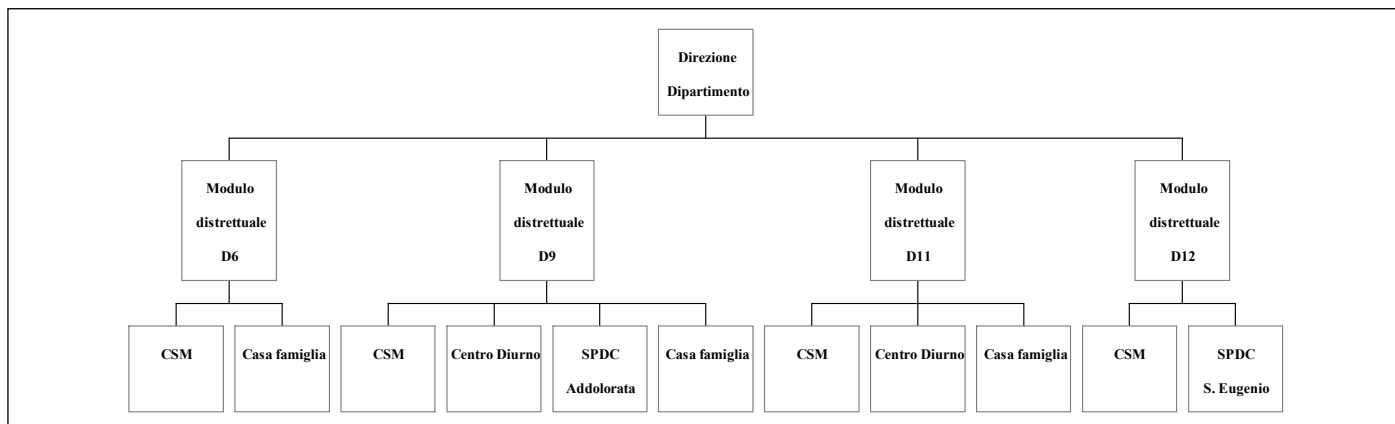 Direzione
Dipartimento
Modulo
distrettuale
D6
Modulo
distrettuale
D9
Modulo
distrettuale
D11
Modulo
distrettuale
D12
CSM
Casa famiglia
CSM
Centro Diurno
SPDC
Addolorata
Casa famiglia
CSM
Centro Diurno
Casa famiglia
CSM
SPDC
S. Eugenio